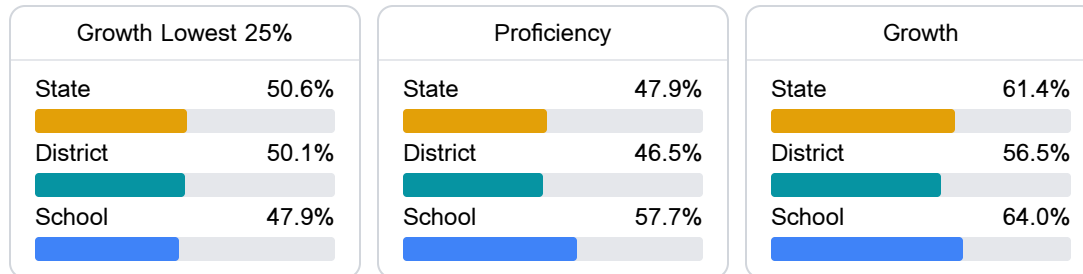 Growth Lowest 25%
State 50.6%
District 50.1%
School 47.9%
Proficiency
State 47.9%
District 46.5%
School 57.7%
Growth
State 61.4%
District 56.5%
School 64.0%